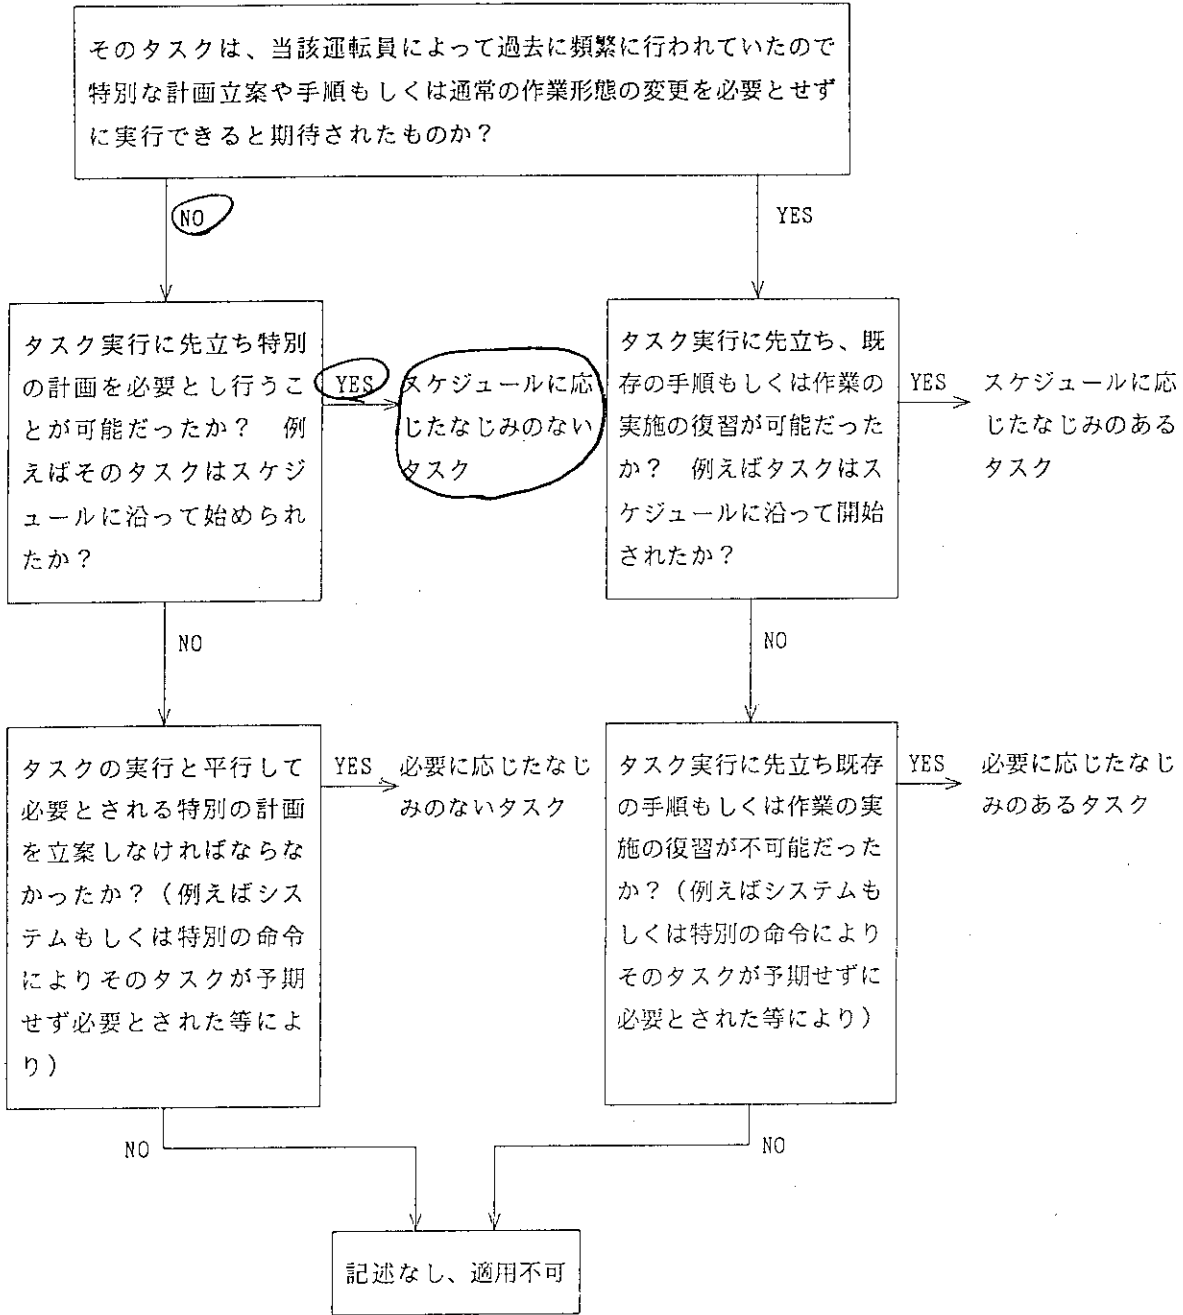 そのタスクは、当該運転員によって過去に頻繁に行われていたので
特別な計画立案や手順もしくは通常の作業形態の変更を必要とせず
に実行できると期待されたものか？
NO
YES
タスク実行に先立ち特別
の計画を必要とし行うこ
とが可能だったか？　例
えばそのタスクはスケジ
ュールに沿って始められ
たか？
YES
スケジュールに応
じたなじみのない
タスク
タスク実行に先立ち、既
存の手順もしくは作業の
実施の復習が可能だった
か？　例えばタスクはス
ケジュールに沿って開始
されたか？
YES
スケジュールに応
じたなじみのある
タスク
NO
NO
タスクの実行と平行して
必要とされる特別の計画
を立案しなければならな
かったか？（例えばシス
テムもしくは特別の命令
によりそのタスクが予期
せず必要とされた等によ
り）
YES
必要に応じたなじ
みのないタスク
タスク実行に先立ち既存
の手順もしくは作業の実
施の復習が不可能だった
か？（例えばシステムも
しくは特別の命令により
そのタスクが予期せずに
必要とされた等により）
YES
必要に応じたなじ
みのあるタスク
NO
NO
記述なし、適用不可